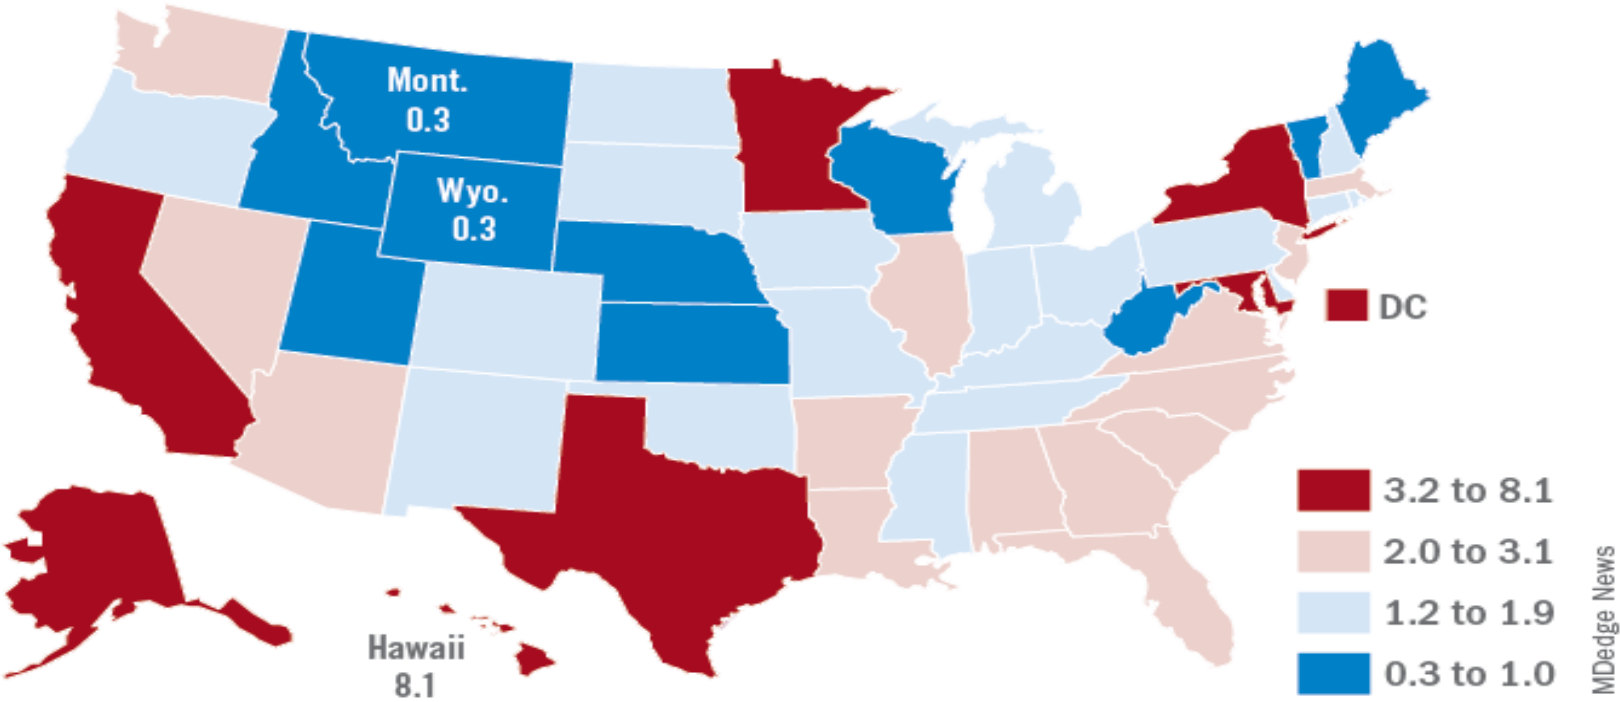 Mont.
0.3
Wyo.
0.3
DC
Hawaii
8.1
3.2 to 8.1
2.0 to 3.1
1.2 to 1.9
0.3 to 1.0
MDedge News